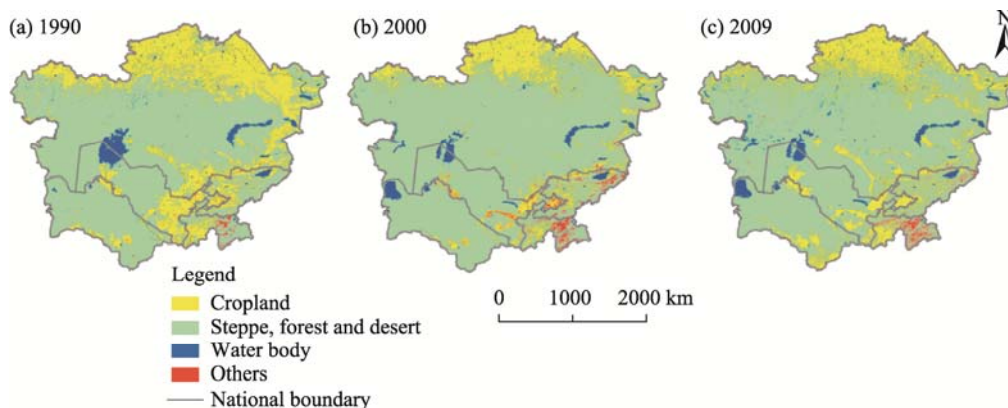 (a) 1990
(b) 2000
(c) 2009
N
Legend
Cropland
Steppe, forest and desert
Water body
Others
National boundary
0 1000 2000 km